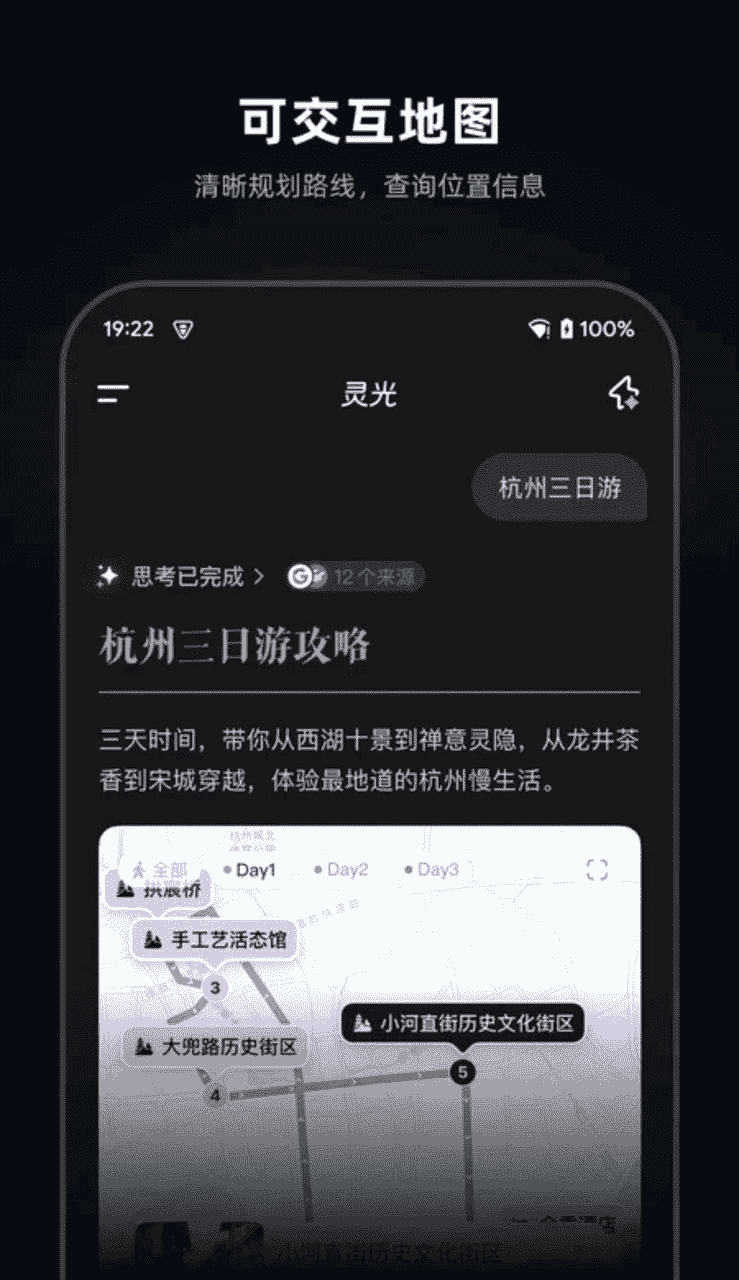 可交互地图
清晰规划路线，查询位置信息
19:22
100%
灵光
杭州三日游
思考已完成
12个来源
杭州三日游攻略
三天时间，带你从西湖十景到禅意灵隐，从龙井茶
香到宋城穿越，体验最地道的杭州慢生活。
杭州城北
全部
Day1
Day2
Day3
拱宸桥
手工艺活态馆
3
小河直街历史文化街区
大兜路历史街区
5
4
小河直街历史文化街区